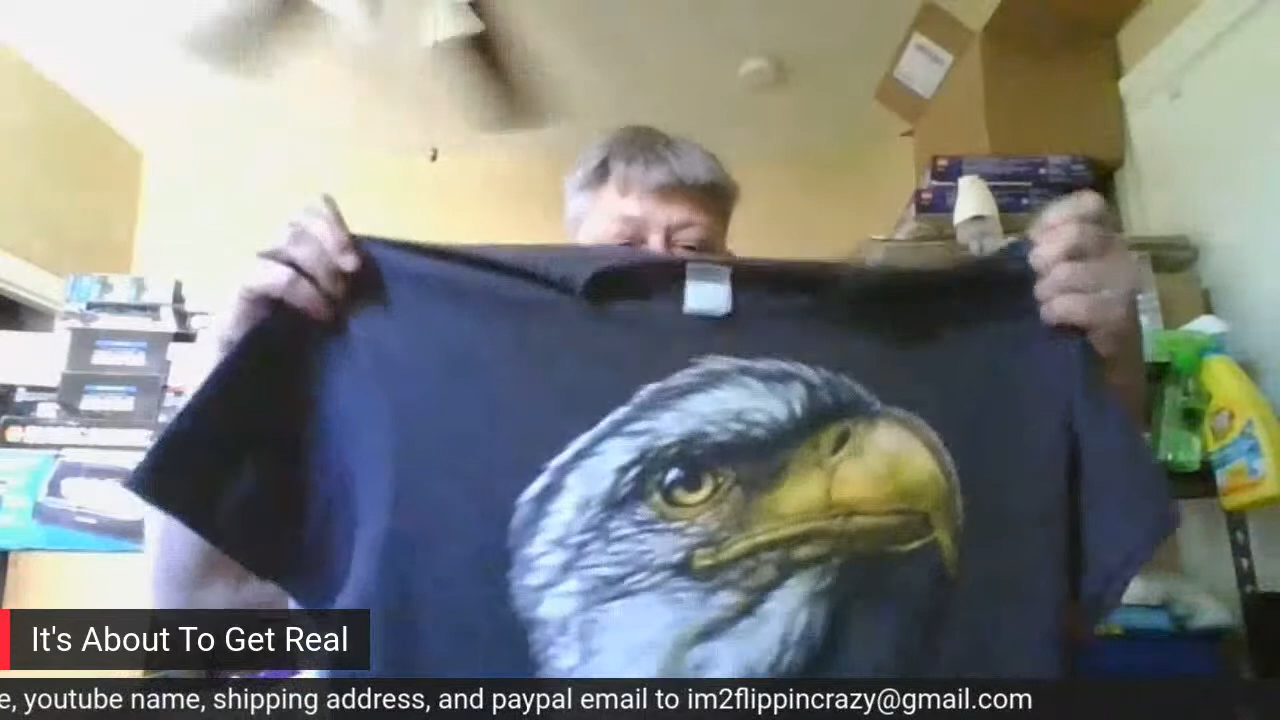 It's About To Get Real
e, youtube name, shipping address, and paypal email to im2flippincrazy@gmail.com